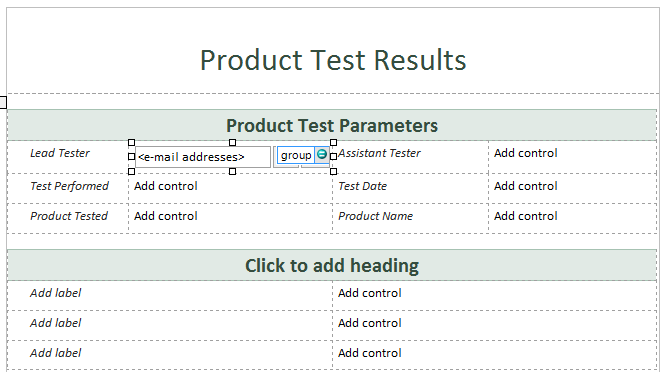 Product Test Results
Product Test Parameters
Lead Tester <e-mail addresses> group Assistant Tester Add control
Test Performed Add control Test Date Add control
Product Tested Add control Product Name Add control
Click to add heading
Add label Add control
Add label Add control
Add label Add control